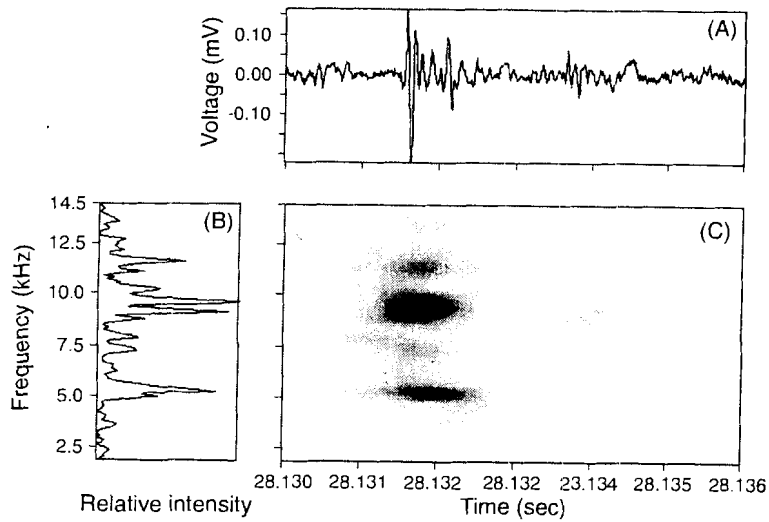 (A)
Voltage (mV)
0.10
0.00
-0.10
(B)
Frequency (kHz)
14.5
12.5
10.0
7.5
5.0
2.5
Relative intensity
(C)
28.130 28.131 28.132 28.132 23.134 28.135 28.136
Time (sec)